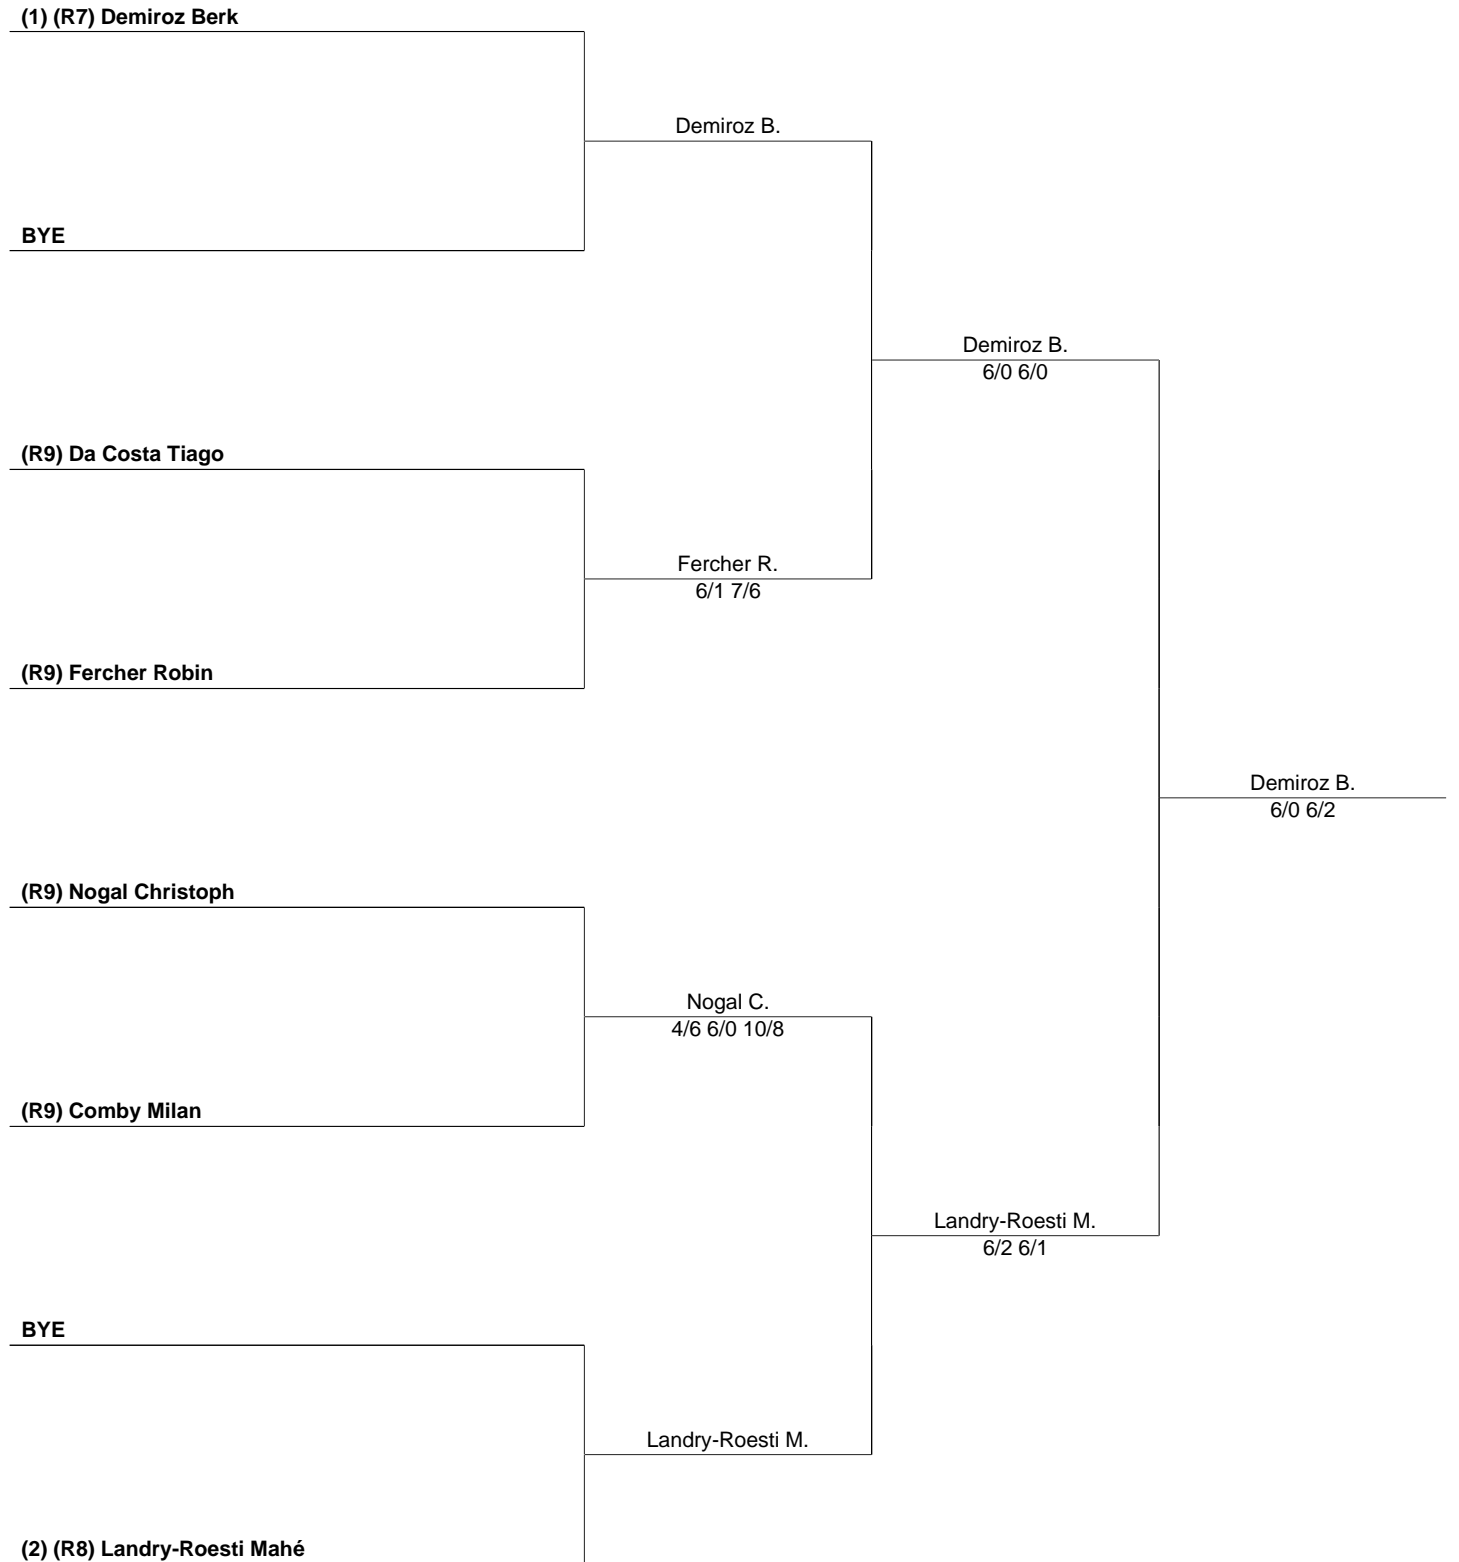 (1) (R7) Demiroz Berk
Demiroz B.
BYE
Demiroz B.
6/0 6/0
(R9) Da Costa Tiago
Fercher R.
6/1 7/6
(R9) Fercher Robin
Demiroz B.
6/0 6/2
(R9) Nogal Christoph
Nogal C.
4/6 6/0 10/8
(R9) Comby Milan
Landry-Roesti M.
6/2 6/1
BYE
Landry-Roesti M.
(2) (R8) Landry-Roesti Mahé